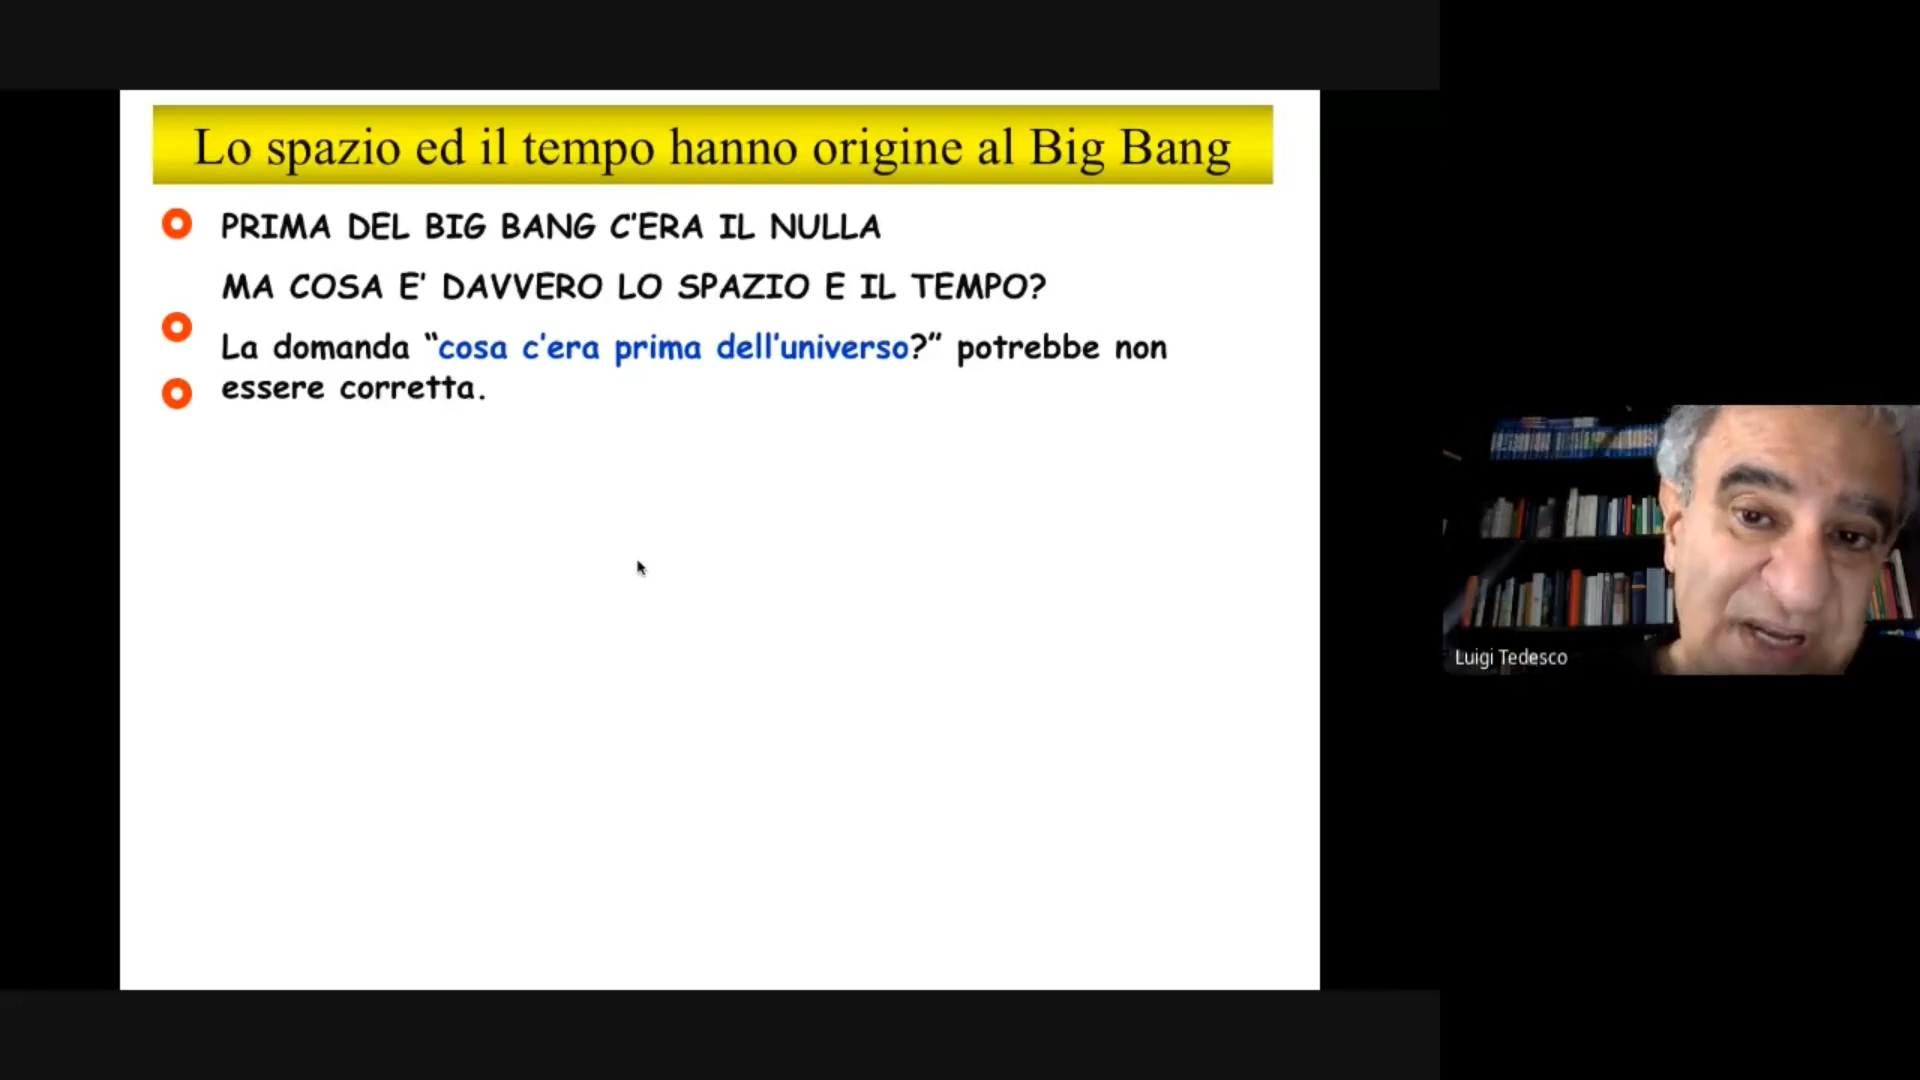 Lo spazio ed il tempo hanno origine al Big Bang
PRIMA DEL BIG BANG C'ERA IL NULLA
MA COSA E' DAVVERO LO SPAZIO E IL TEMPO?
La domanda “cosa c'era prima dell'universo?” potrebbe non
essere corretta.
Luigi Tedesco